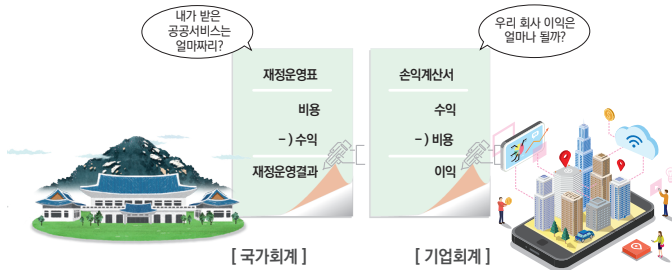 내가 받은
공공서비스는
얼마짜리?
재정운영표
비용
-) 수익
재정운영결과
[ 국가회계 ]
우리 회사 이익은
얼마나 될까?
손익계산서
수익
-) 비용
이익
[ 기업회계 ]